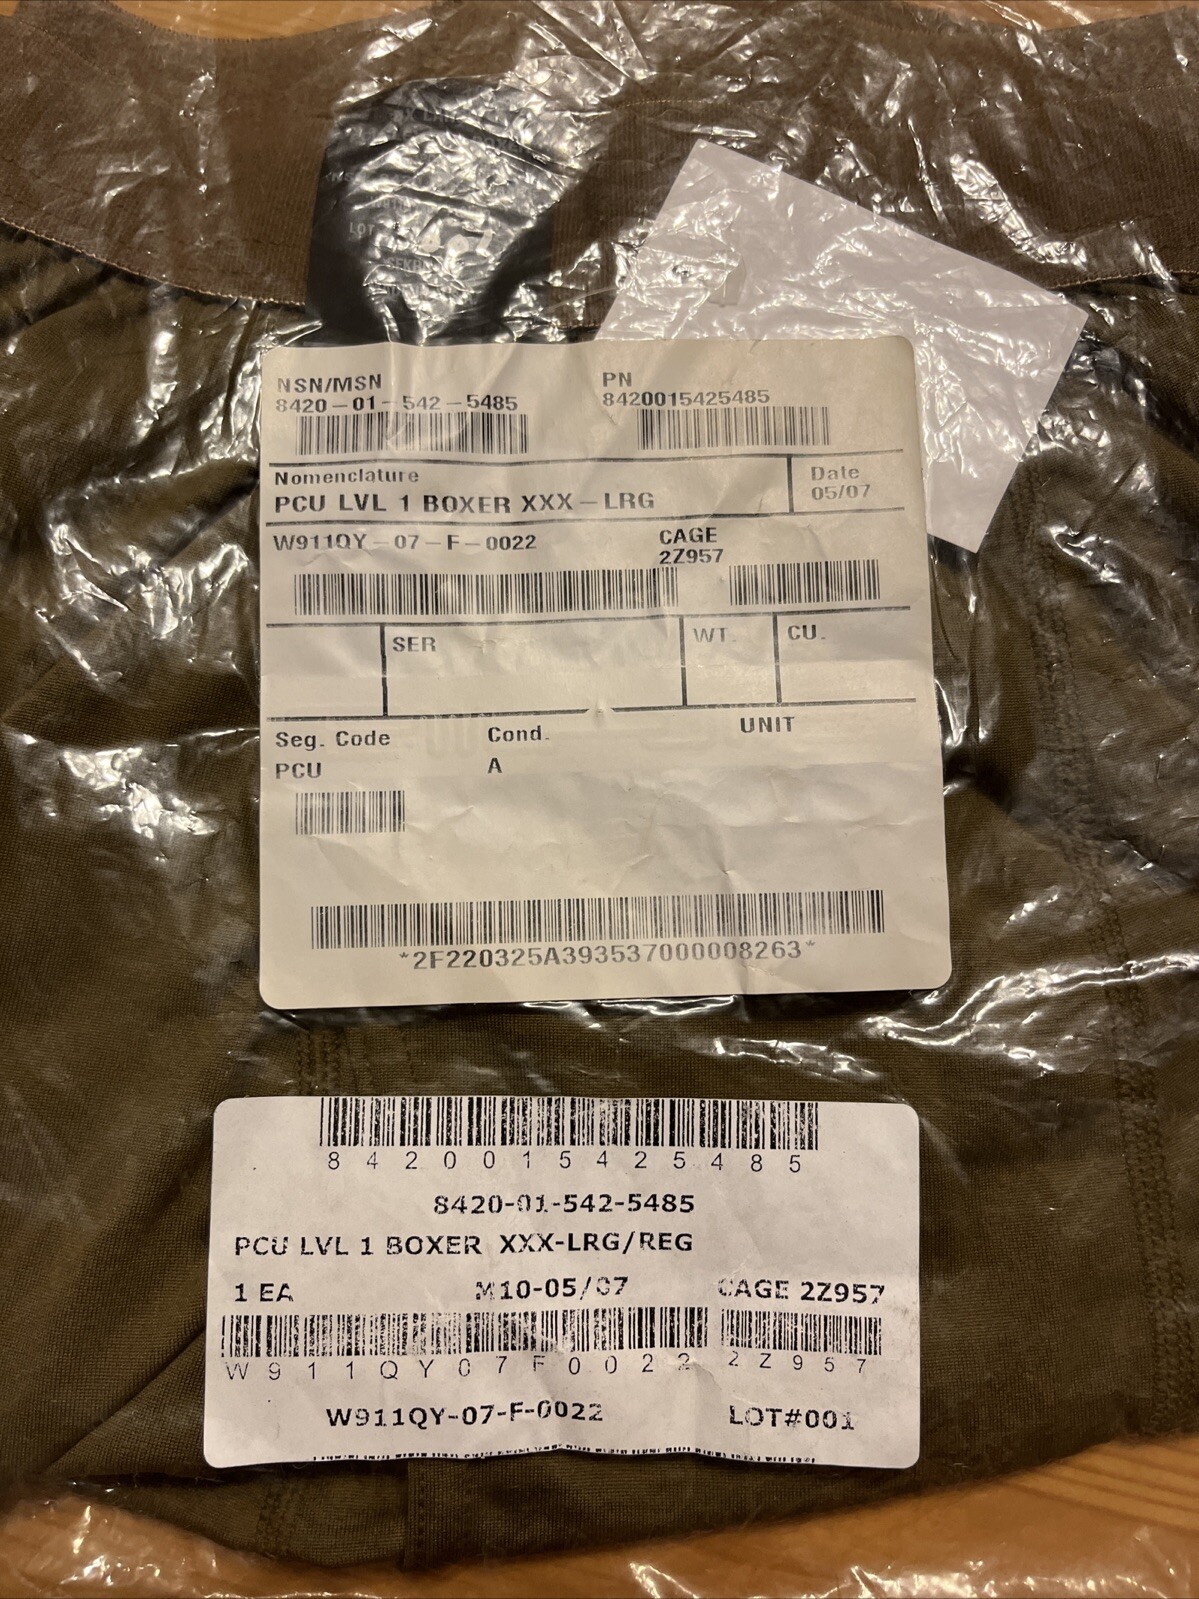 LOT
NSN/MSN PN
8420-01-542-5485 8420015425485
Nomenclature Date
PCU LVL 1 BOXER XXX-LRG 05/07
W911QY-07-F-0022 CAGE
2Z957
SER WT. CU.
Seg. Code Cond. UNIT
PCU A
*2F220325A393537000008263*
8420015425485
8420-01-542-5485
PCU LVL 1 BOXER XXX-LRG/REG
1 EA M10-05/07 CAGE 2Z957
W911QY07F0022 2Z957
W911QY-07-F-0022 LOT#001